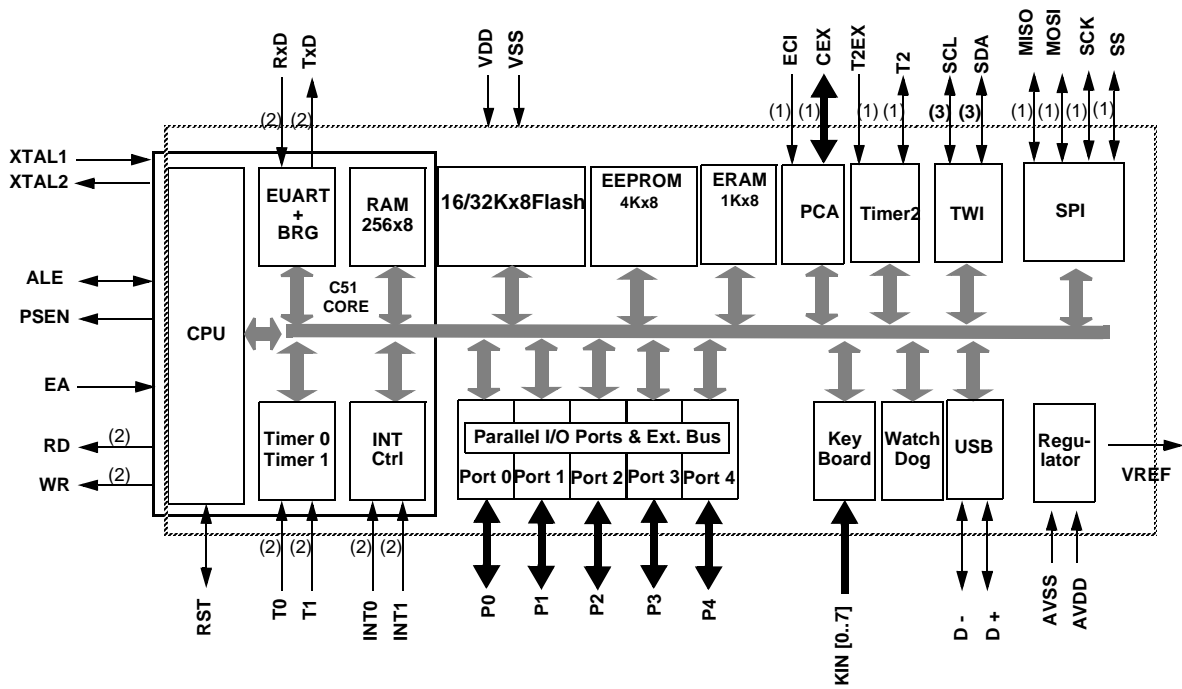 RxD
TxD
VDD
VSS
ECI
CEX
T2EX
T2
SCL
SDA
MISO
MOSI
SCK
SS
(2) (2)
(1) (1) (1) (1) (3) (3) (1) (1) (1) (1)
XTAL1
XTAL2
ALE
PSEN
EA
RD (2)
WR (2)
CPU
EUART
+
BRG
RAM
256x8
C51
CORE
16/32Kx8Flash
EEPROM
4Kx8
ERAM
1Kx8
PCA
Timer2
TWI
SPI
Timer 0
Timer 1
INT
Ctrl
Parallel I/O Ports & Ext. Bus
Port 0 Port 1 Port 2 Port 3 Port 4
Key
Board
Watch
Dog
USB
Regu-
lator
VREF
(2) (2) (2) (2)
RST
T0
T1
INT0
INT1
P0
P1
P2
P3
P4
KIN [0..7]
D -
D +
AVSS
AVDD